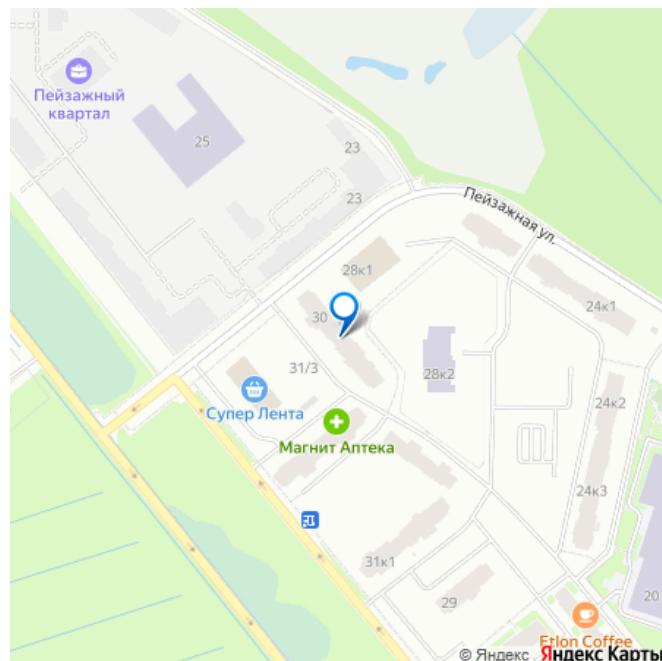 Пейзажный
квартал
25
23
23
Пейзажная ул.
28к1
24к1
30
31/3
28к2
Супер Лента
24к2
Магнит Аптека
24к3
31к1
29
20
Etlon Coffee
© Яндекс Яндекс Карты